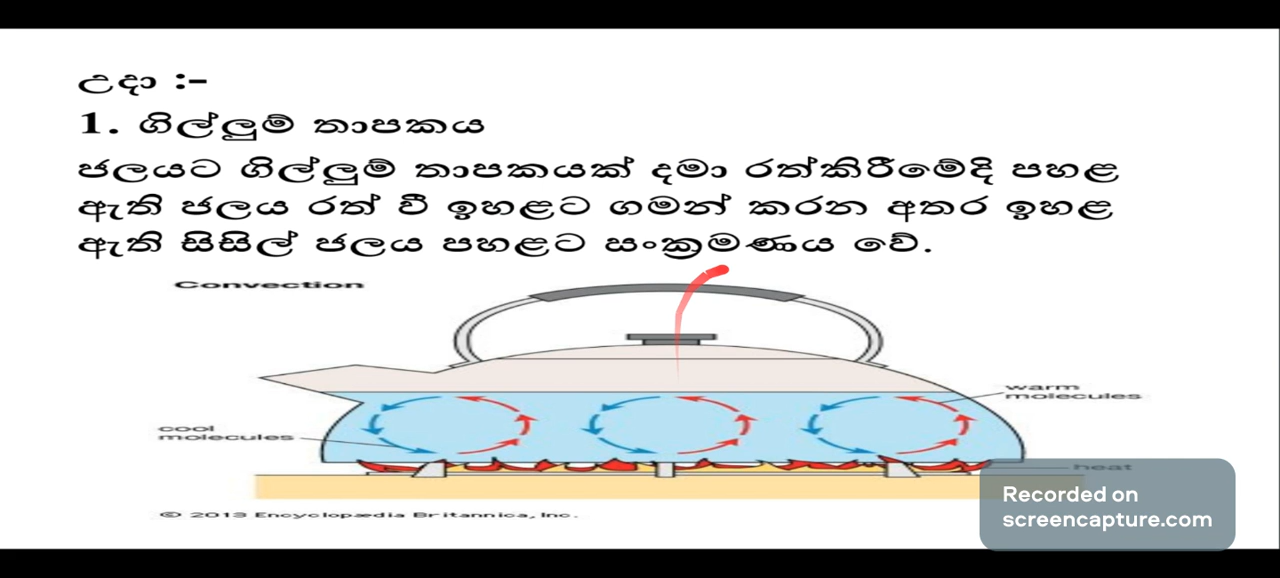 උදා :-
1. ගිල්ලුම් තාපකය
ජලයට ගිල්ලුම් තාපකයක් දමා රත්කිරීමේදි පහළ
ඇති ජලය රත් වී ඉහළට ගමන් කරන අතර ඉහළ
ඇති සිසිල් ජලය පහළට සංක්‍රමණය වේ.
Convection
warm
molecules
cool
molecules
heat
© 2013 Encyclopædia Britannica, Inc.
Recorded on
screencapture.com